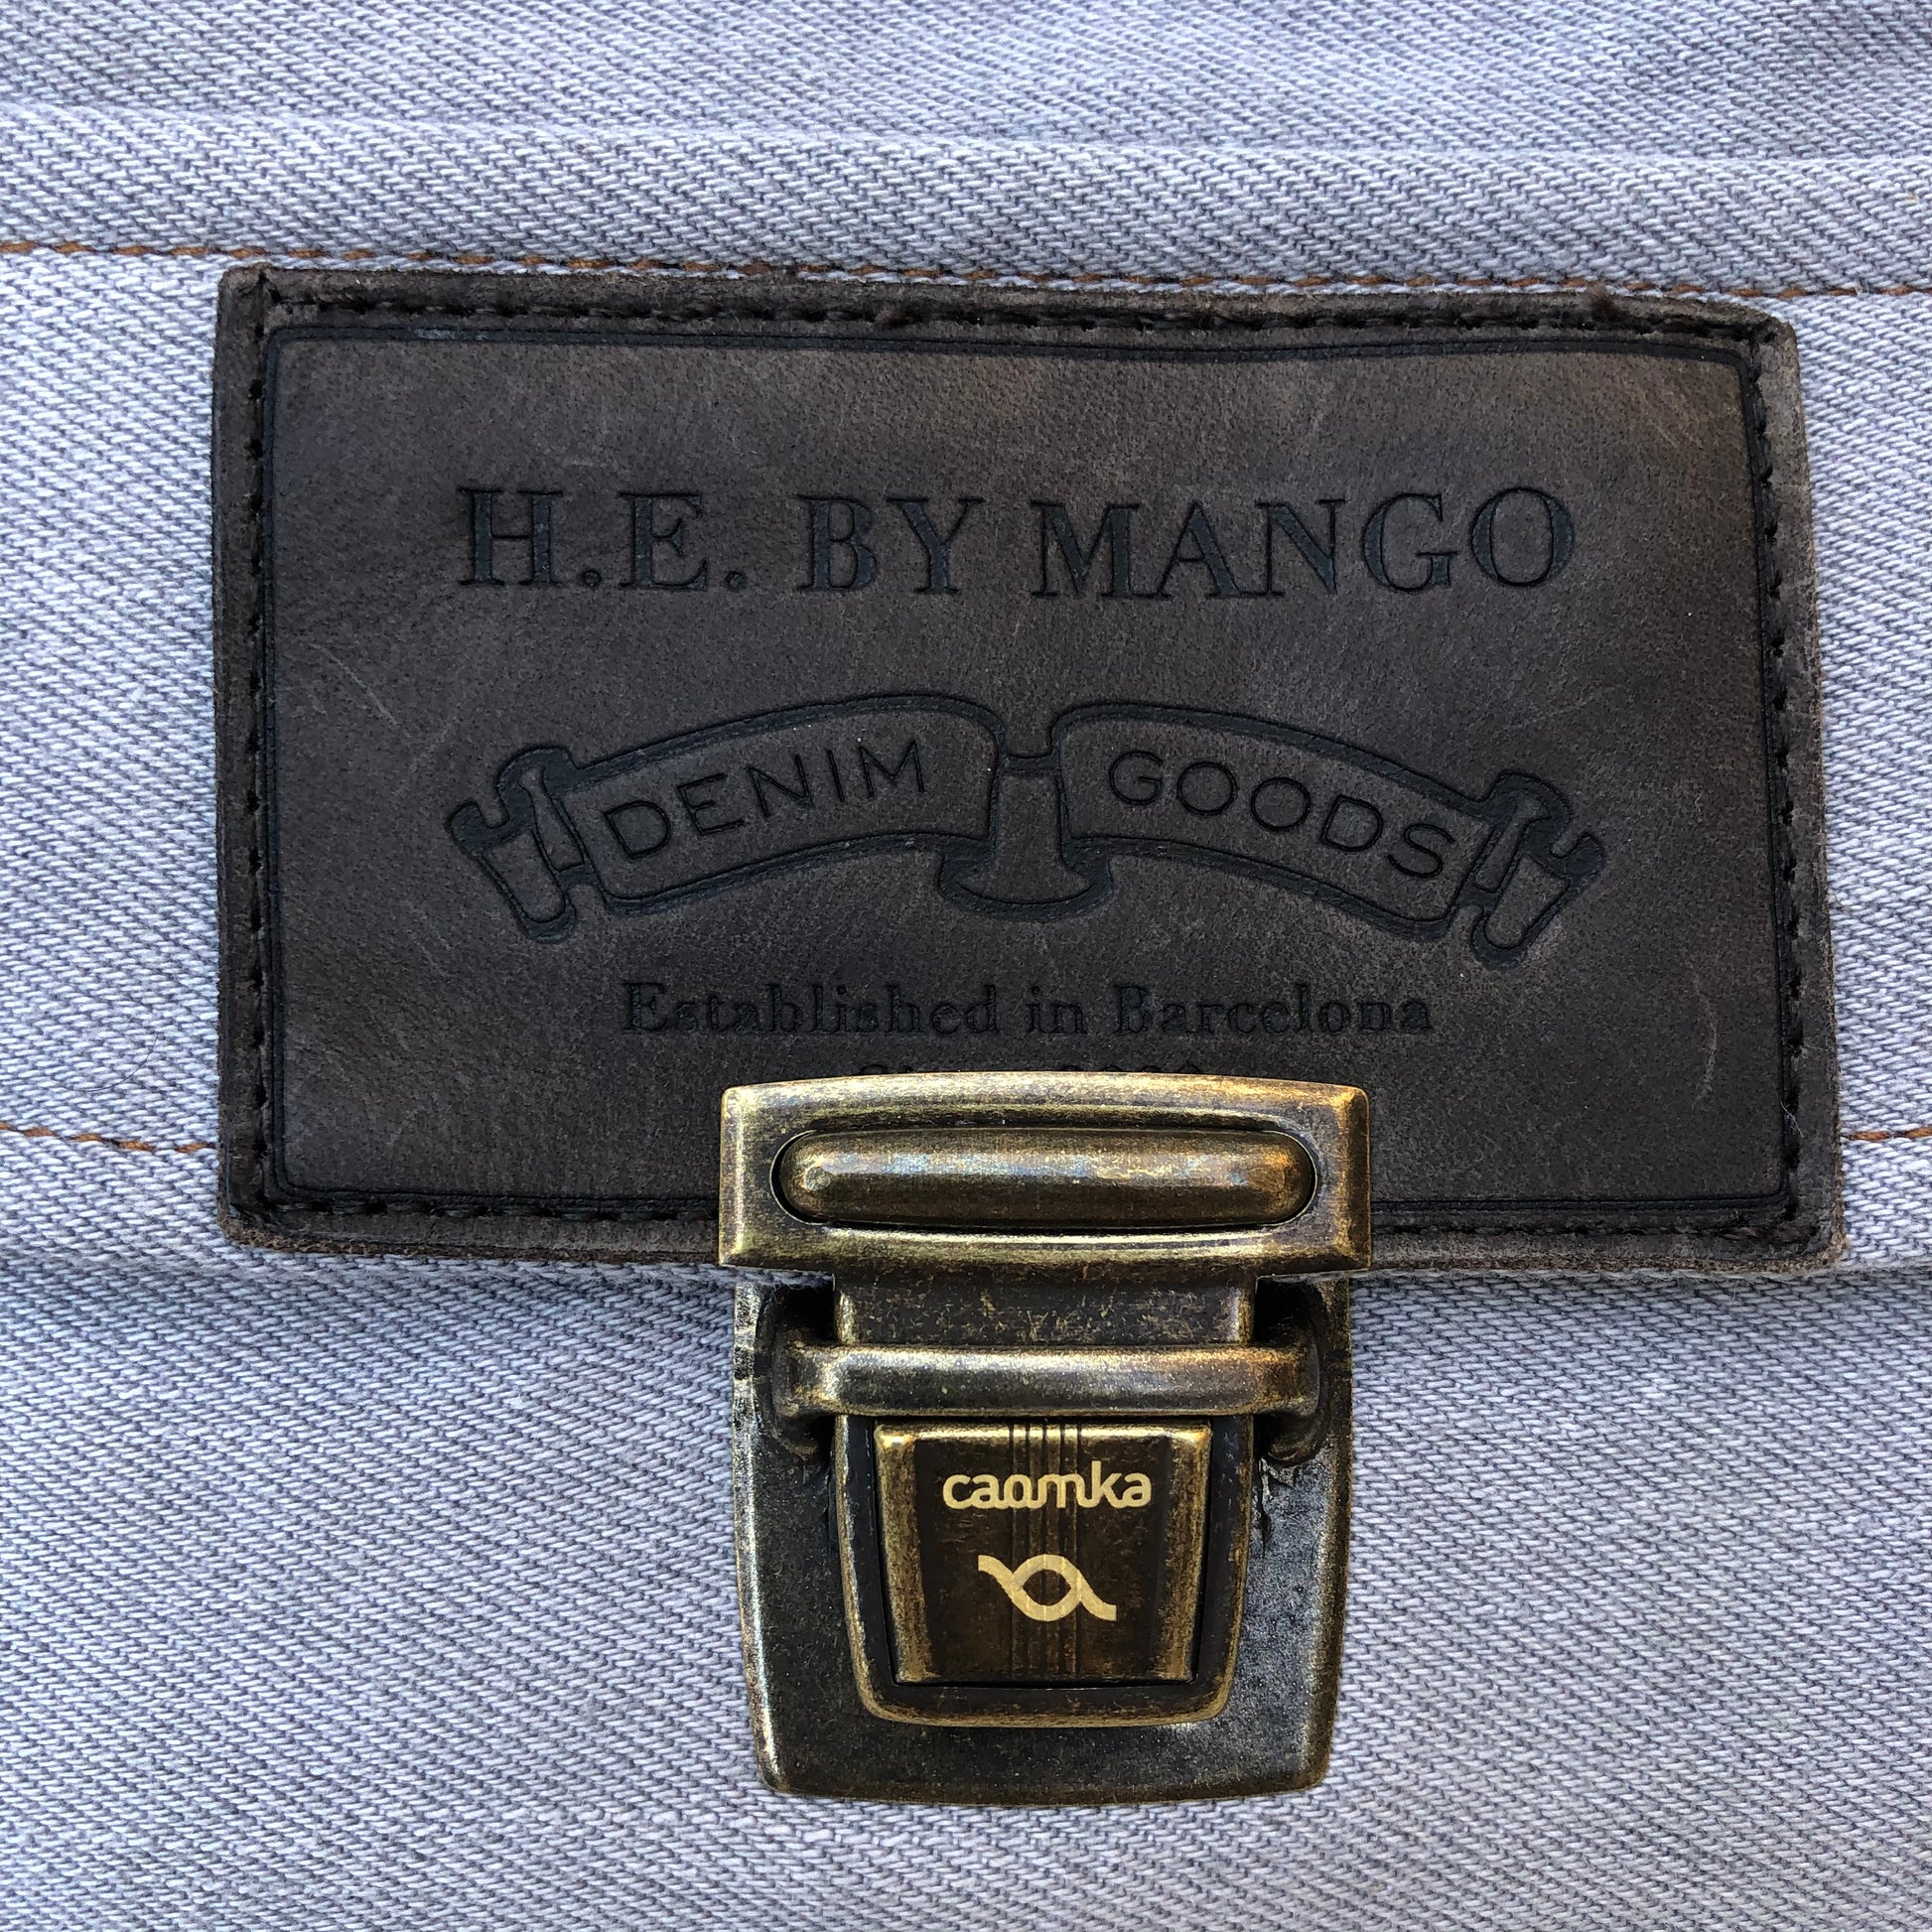 H.E. BY MANGO
DENIM GOODS
Established in Barcelona
caomka